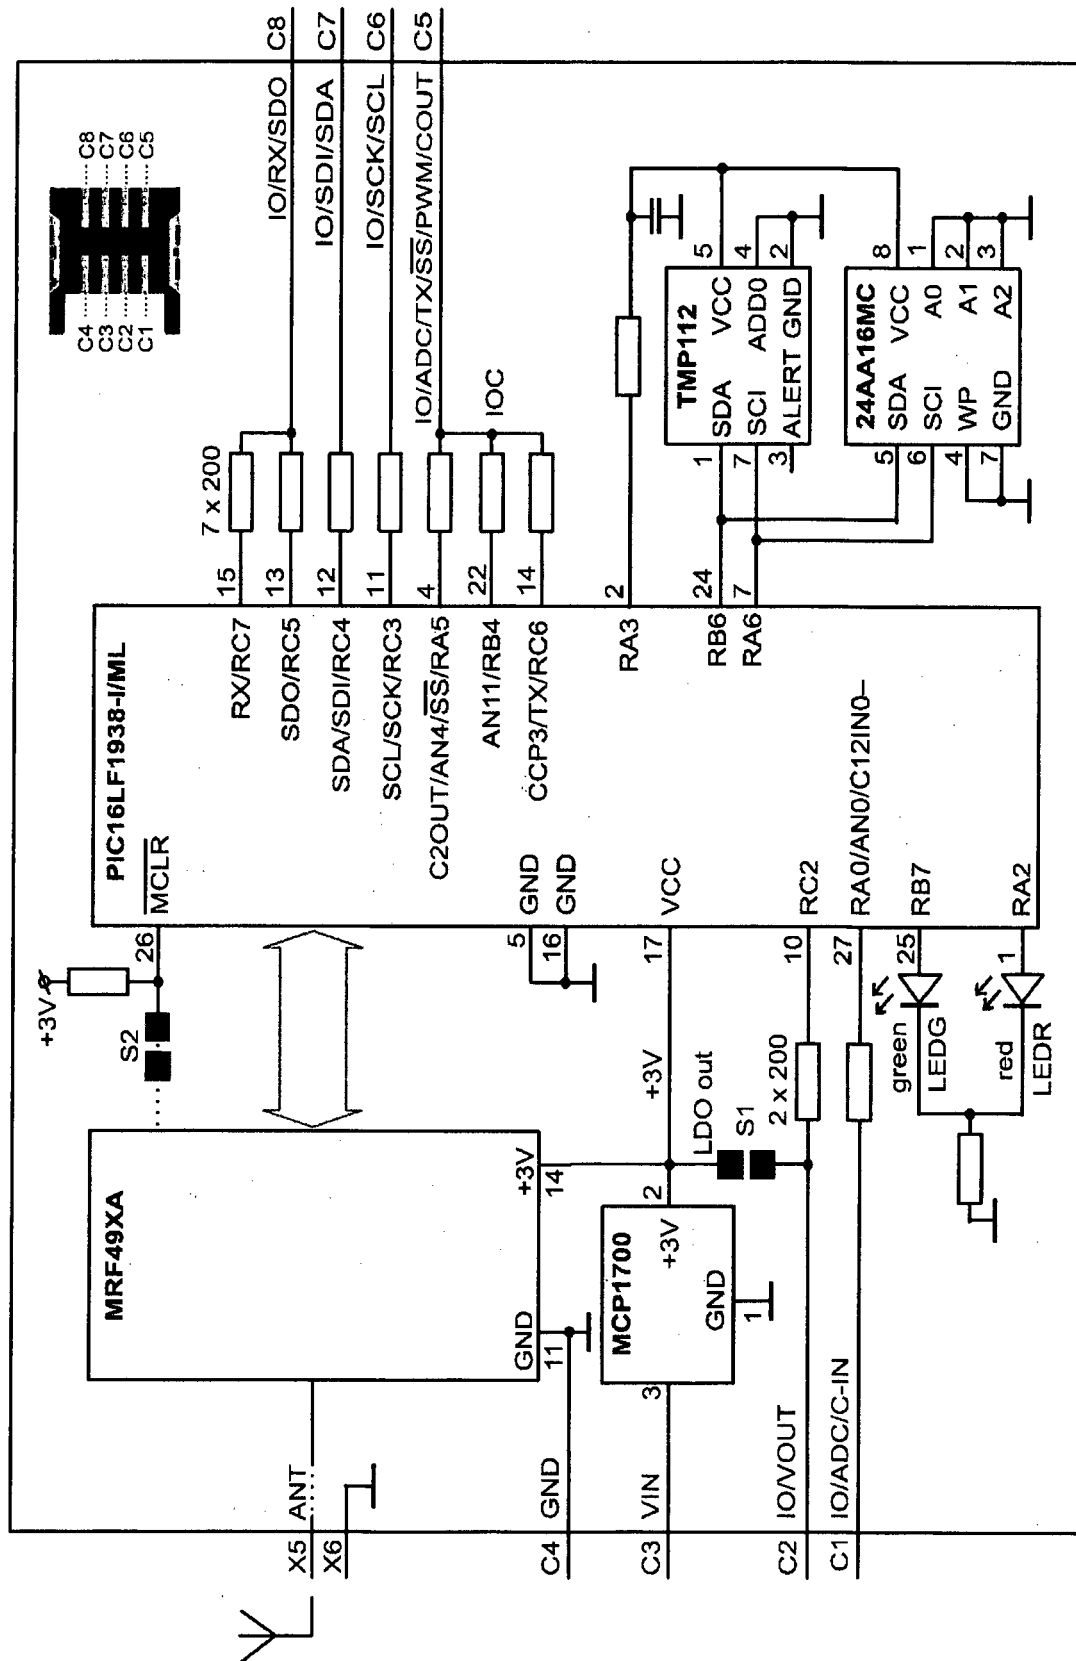 C4
C3
C2
C1
C8
C7
C6
C5
IO/RX/SDO
C8
IO/SDI/SDA
C7
IO/SCK/SCL
C6
IO/ADC/TX/SS/PWM/COUT
C5
7 x 200
IOC
PIC16LF1938-I/ML
MCLR
26
+3V
S2
RX/RC7
15
SDO/RC5
13
SDA/SDI/RC4
12
SCL/SCK/RC3
11
C2OUT/AN4/SS/RA5
4
AN11/RB4
22
CCP3/TX/RC6
14
RA3
2
RB6
24
RA6
7
GND
5
GND
16
VCC
17
RC2
10
RA0/AN0/C12IN0–
27
RB7
25
RA2
1
TMP112
1
SDA
VCC
5
7
SCI
ADD0
4
3
ALERT
GND
2
24AA16MC
5
SDA
VCC
8
6
SCI
A0
1
4
WP
A1
2
7
GND
A2
3
MRF49XA
+3V
14
GND
11
MCP1700
3
+3V
2
GND
1
+3V
LDO out
S1
2 x 200
green
LEDG
red
LEDR
X5
ANT
X6
C4
GND
C3
VIN
C2
IO/VOUT
C1
IO/ADC/C-IN